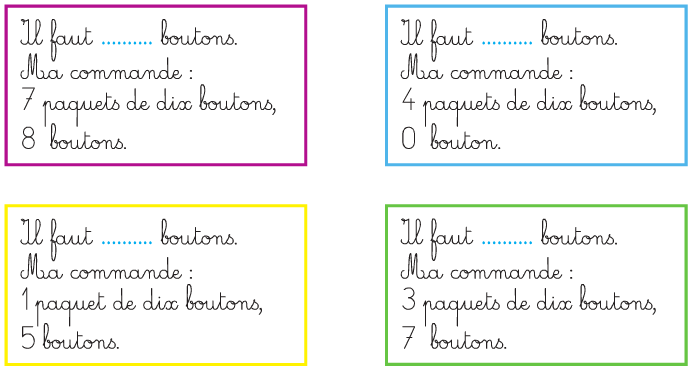 Il faut .......... boutons.
Ma commande :
7 paquets de dix boutons,
8 boutons.
Il faut .......... boutons.
Ma commande :
4 paquets de dix boutons,
0 bouton.
Il faut .......... boutons.
Ma commande :
1 paquet de dix boutons,
5 boutons.
Il faut .......... boutons.
Ma commande :
3 paquets de dix boutons,
7 boutons.